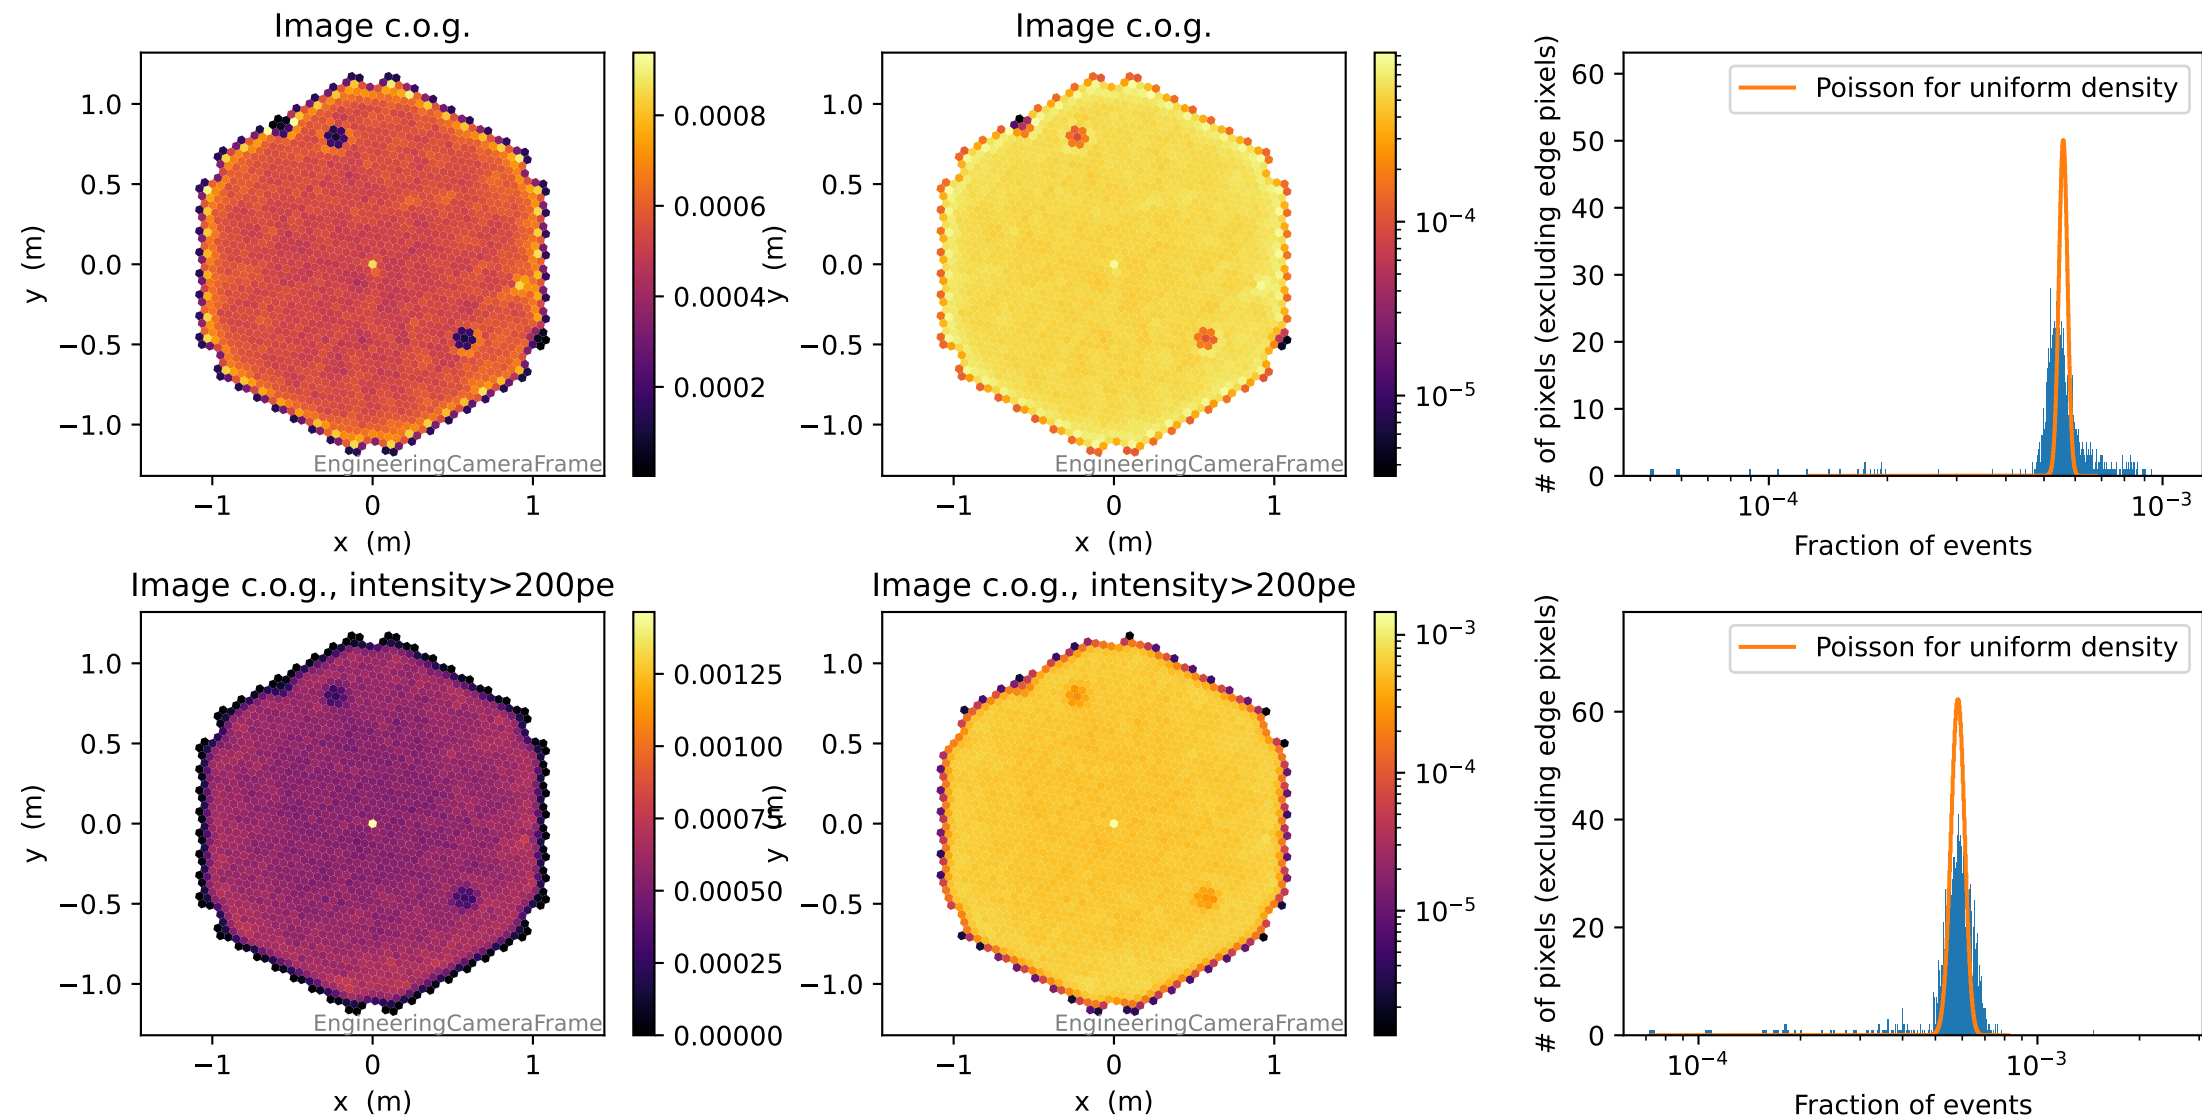 Image c.o.g.
1.0
0.5
0.0
−0.5
−1.0
y (m)
−1
0
1
x (m)
EngineeringCameraFrame
0.0008
0.0006
0.0004
0.0002
Image c.o.g.
1.0
0.5
0.0
−0.5
−1.0
y (m)
−1
0
1
x (m)
EngineeringCameraFrame
10⁻⁴
10⁻⁵
# of pixels (excluding edge pixels)
60
50
40
30
20
10
0
Poisson for uniform density
10⁻⁴
10⁻³
Fraction of events
Image c.o.g., intensity>200pe
1.0
0.5
0.0
−0.5
−1.0
y (m)
−1
0
1
x (m)
EngineeringCameraFrame
0.00125
0.00100
0.00075
0.00050
0.00025
0.00000
Image c.o.g., intensity>200pe
1.0
0.5
0.0
−0.5
−1.0
y (m)
−1
0
1
x (m)
EngineeringCameraFrame
10⁻³
10⁻⁴
10⁻⁵
# of pixels (excluding edge pixels)
60
40
20
0
Poisson for uniform density
10⁻⁴
10⁻³
Fraction of events